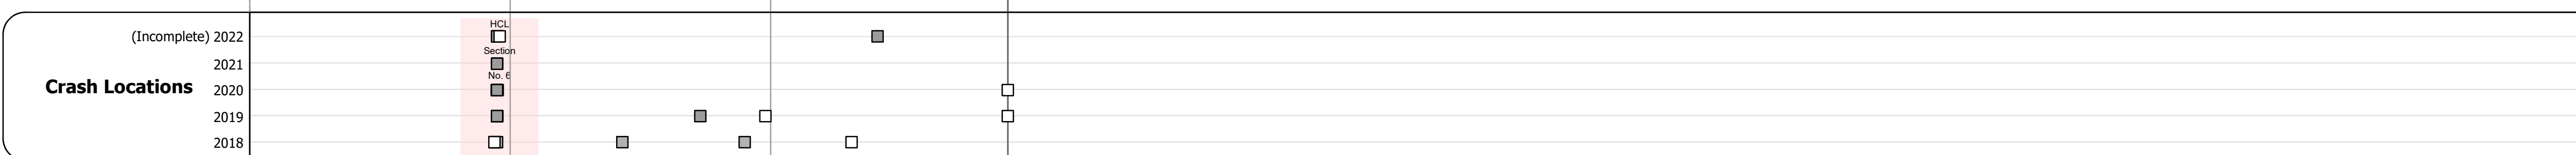 HCL
(Incomplete) 2022
Section
2021
No. 6
Crash Locations
2020
2019
2018